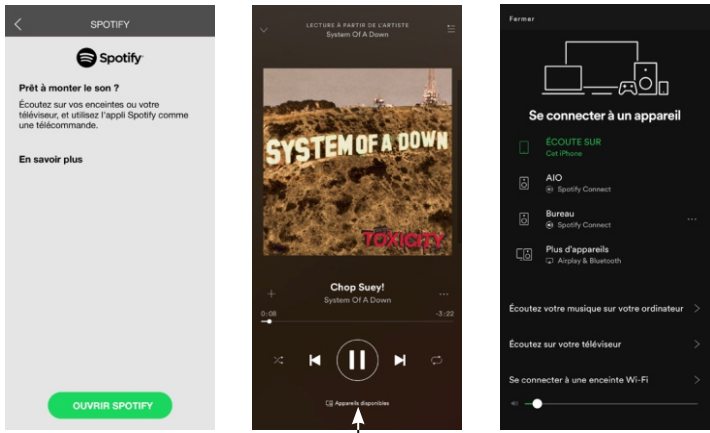 SPOTIFY
Spotify
Prêt à monter le son ?
Écoutez sur vos enceintes ou votre
téléviseur, et utilisez l'appli Spotify comme
une télécommande.
En savoir plus
OUVRIR SPOTIFY
LECTURE À PARTIR DE L'ARTISTE
System Of A Down
SYSTEM OF A DOWN
TOXICITY
Chop Suey!
System Of A Down
0:08
-3:22
Appareils disponibles
Fermer
Se connecter à un appareil
ÉCOUTE SUR
Cet iPhone
AIO
Spotify Connect
Bureau
Spotify Connect
Plus d'appareils
Airplay & Bluetooth
Écoutez votre musique sur votre ordinateur
Écoutez sur votre téléviseur
Se connecter à une enceinte Wi-Fi